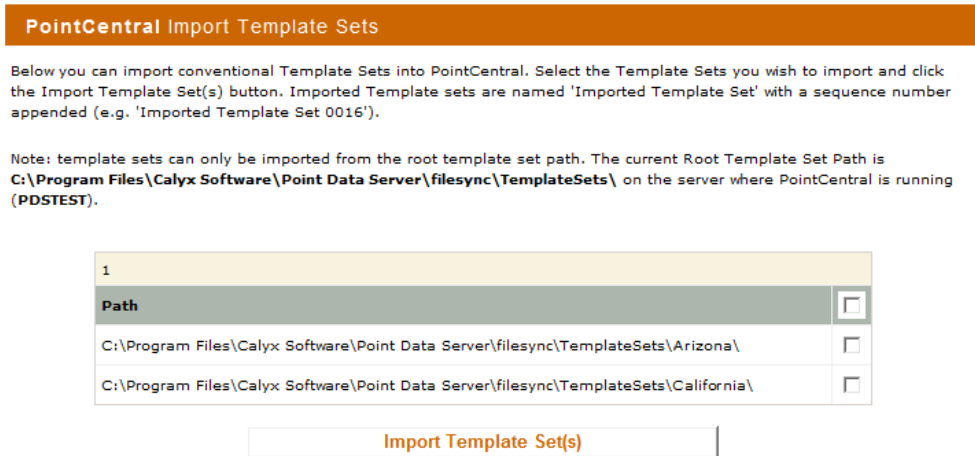 PointCentral Import Template Sets
Below you can import conventional Template Sets into PointCentral. Select the Template Sets you wish to import and click
the Import Template Set(s) button. Imported Template sets are named 'Imported Template Set' with a sequence number
appended (e.g. 'Imported Template Set 0016').
Note: template sets can only be imported from the root template set path. The current Root Template Set Path is
C:\Program Files\Calyx Software\Point Data Server\filesync\TemplateSets\ on the server where PointCentral is running
(PDSTEST).
1
Path
C:\Program Files\Calyx Software\Point Data Server\filesync\TemplateSets\Arizona\
C:\Program Files\Calyx Software\Point Data Server\filesync\TemplateSets\California\
Import Template Set(s)